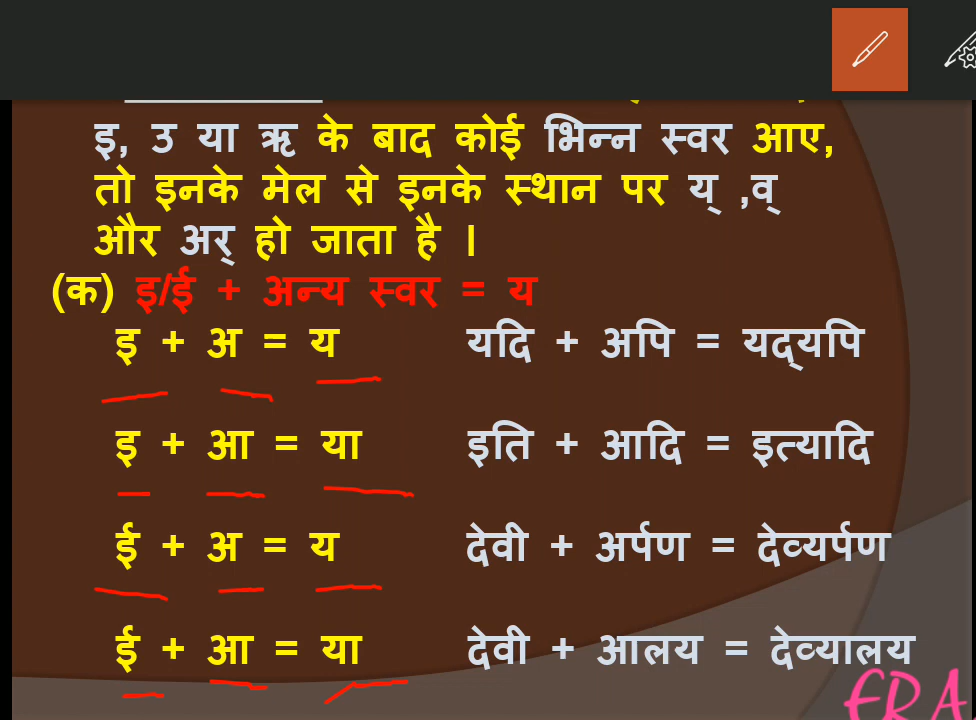 इ, उ या ऋ के बाद कोई भिन्न स्वर आए,
तो इनके मेल से इनके स्थान पर य् ,व्
और अर् हो जाता है ।
(क) इ/ई + अन्य स्वर = य
इ + अ = य यदि + अपि = यद्‌यपि
इ + आ = या इति + आदि = इत्यादि
ई + अ = य देवी + अर्पण = देव्यर्पण
ई + आ = या देवी + आलय = देव्यालय
ERA